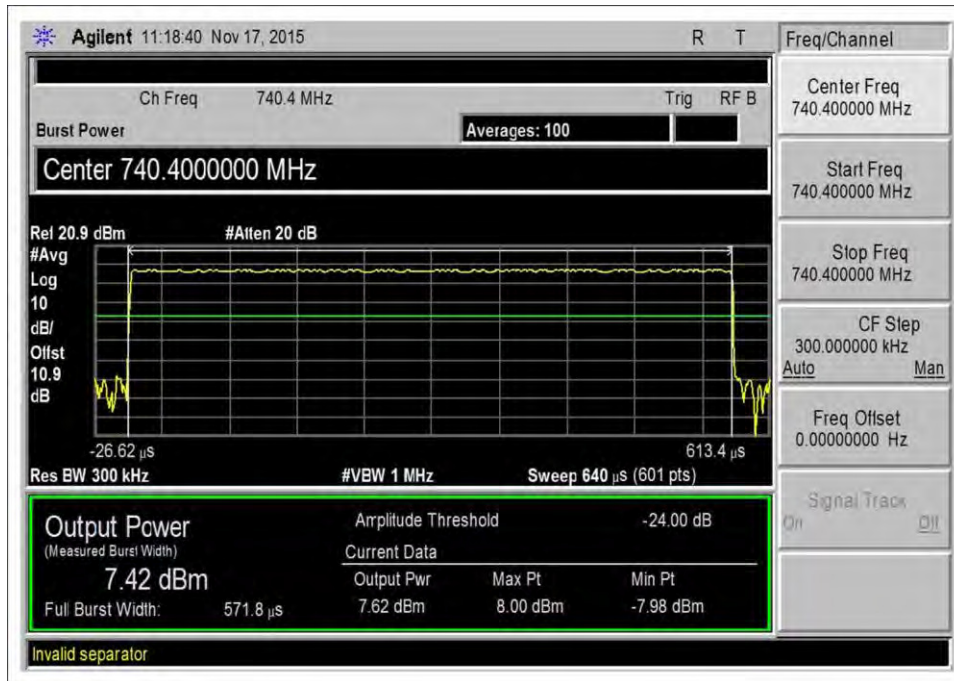 Agilent 11:18:40 Nov 17, 2015 R T
Freq/Channel
Ch Freq 740.4 MHz Trig RF B
Burst Power Averages: 100
Center 740.4000000 MHz
Ref 20.9 dBm #Atten 20 dB
#Avg
Log
10
dB/
Offst
10.9
dB
-26.62 µs 613.4 µs
Res BW 300 kHz #VBW 1 MHz Sweep 640 µs (601 pts)
Output Power
(Measured Burst Width)
7.42 dBm
Full Burst Width: 571.8 µs
Amplitude Threshold -24.00 dB
Current Data
Output Pwr Max Pt Min Pt
7.62 dBm 8.00 dBm -7.98 dBm
Invalid separator
Center Freq
740.400000 MHz
Start Freq
740.400000 MHz
Stop Freq
740.400000 MHz
CF Step
300.000000 kHz
Auto Man
Freq Offset
0.00000000 Hz
Signal Track
On Off